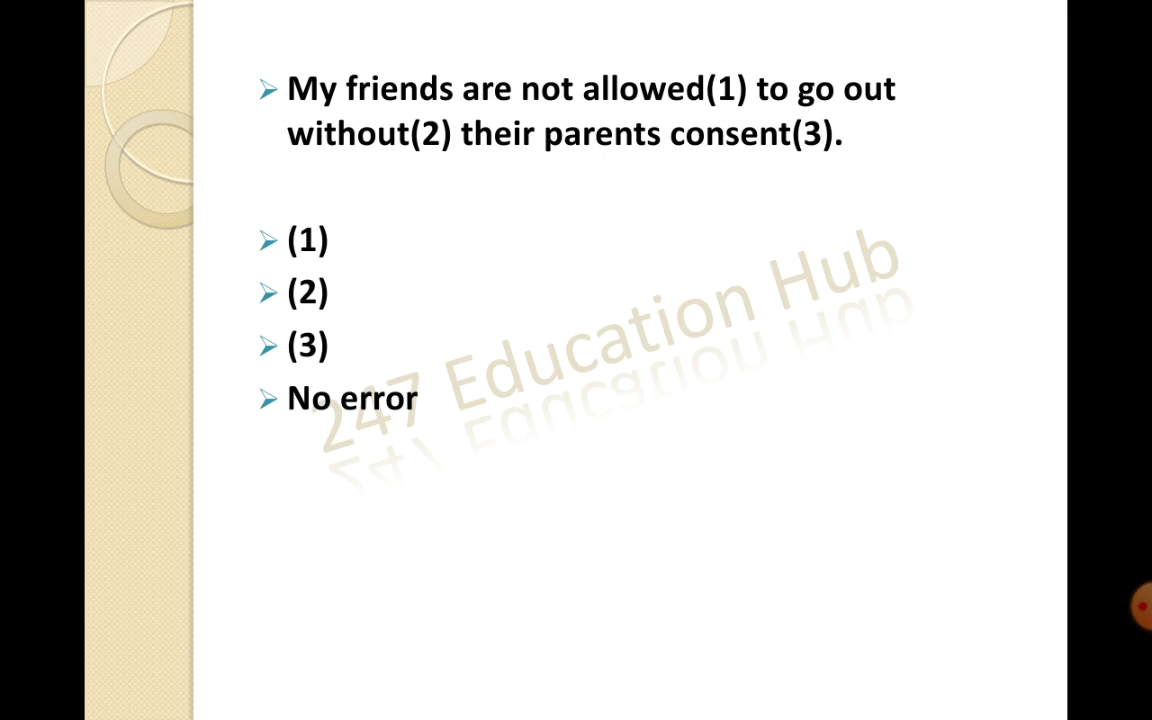 My friends are not allowed(1) to go out
without(2) their parents consent(3).
(1)
(2)
(3)
No error
247 Education Hub